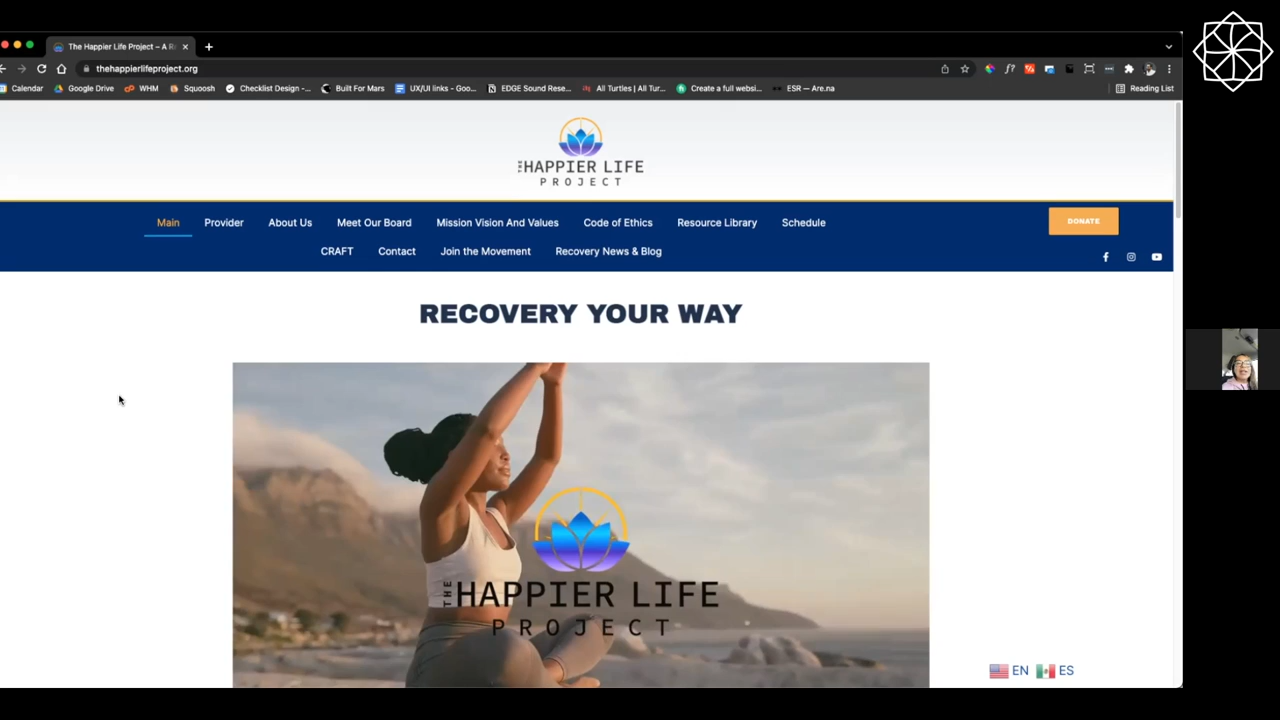 The Happier Life Project – A Re
thehappierlifeproject.org
Calendar Google Drive WHM Squoosh Checklist Design -... Built For Mars UX/UI links - Goo... EDGE Sound Rese... All Turtles | All Tur... Create a full websi... ESR — Are.na Reading List
THE HAPPIER LIFE
PROJECT
Main Provider About Us Meet Our Board Mission Vision And Values Code of Ethics Resource Library Schedule
DONATE
CRAFT Contact Join the Movement Recovery News & Blog
RECOVERY YOUR WAY
THE HAPPIER LIFE
PROJECT
EN ES